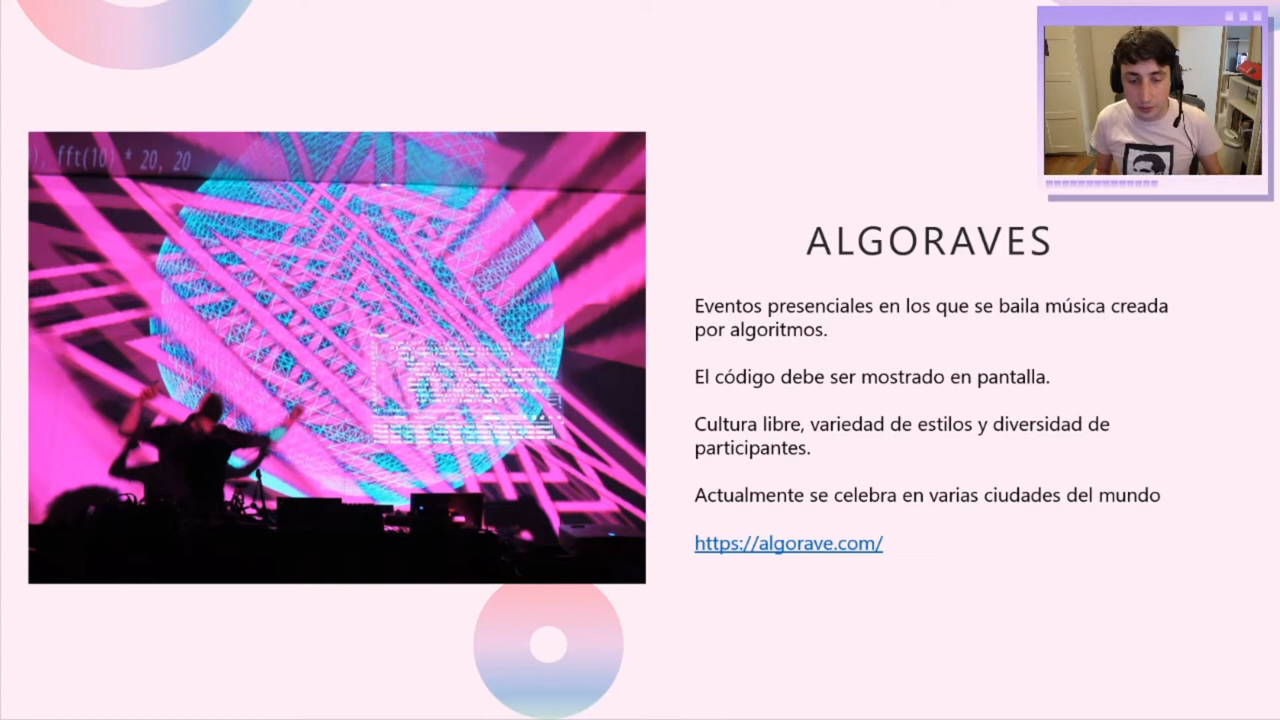 fft(10) * 20, 20
ALGORAVES
Eventos presenciales en los que se baila música creada
por algoritmos.
El código debe ser mostrado en pantalla.
Cultura libre, variedad de estilos y diversidad de
participantes.
Actualmente se celebra en varias ciudades del mundo
https://algorave.com/